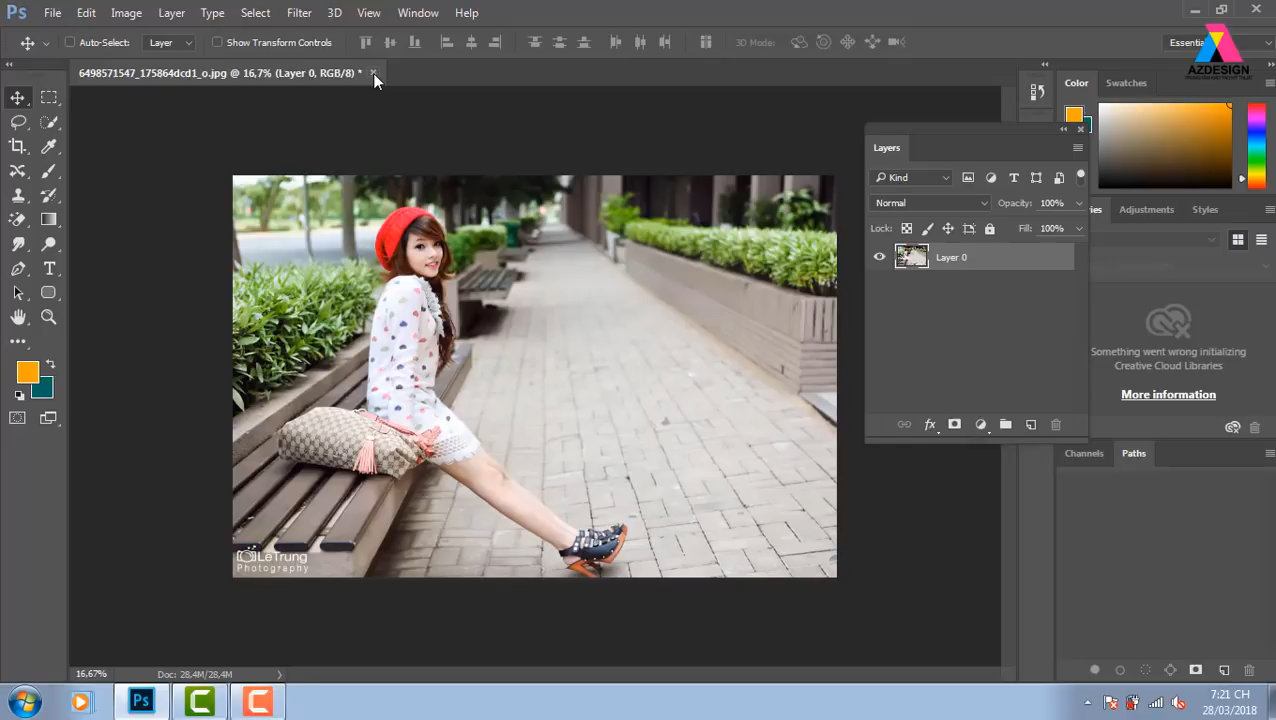 Ps File Edit Image Layer Type Select Filter 3D View Window Help
Auto-Select: Layer Show Transform Controls 3D Mode: Essenti
AZDESIGN
6498571547_175864dcd1_o.jpg @ 16,7% (Layer 0, RGB/8) *
Color Swatches
Layers
Kind
Normal Opacity: 100%
Lock: Fill: 100%
Layer 0
ries Adjustments Styles
Something went wrong initializing
Creative Cloud Libraries
More information
Channels Paths
LeTrung
Photography
16,67% Doc: 28,4M/28,4M
Ps
7:21 CH
28/03/2018